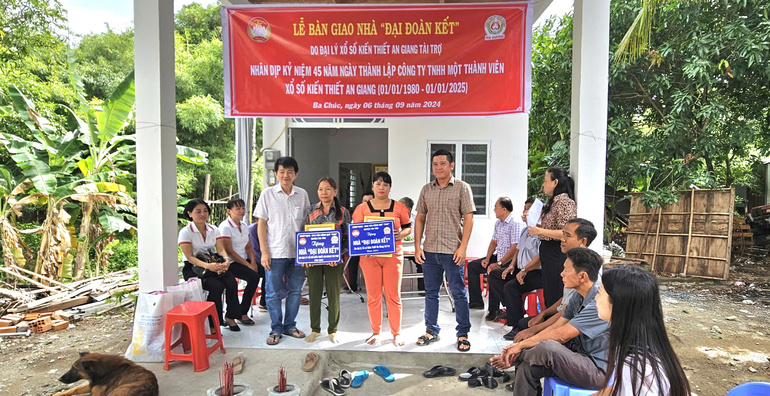 LỄ BÀN GIAO NHÀ "ĐẠI ĐOÀN KẾT"
DO ĐẠI LÝ XỔ SỐ KIẾN THIẾT AN GIANG TÀI TRỢ
NHÂN DỊP KỶ NIỆM 45 NĂM NGÀY THÀNH LẬP CÔNG TY TNHH MỘT THÀNH VIÊN
XỔ SỐ KIẾN THIẾT AN GIANG (01/01/1980 - 01/01/2025)
Ba Chúc, ngày 06 tháng 09 năm 2024
Tặng
NHÀ "ĐẠI ĐOÀN KẾT"
Tặng
NHÀ "ĐẠI ĐOÀN KẾT"